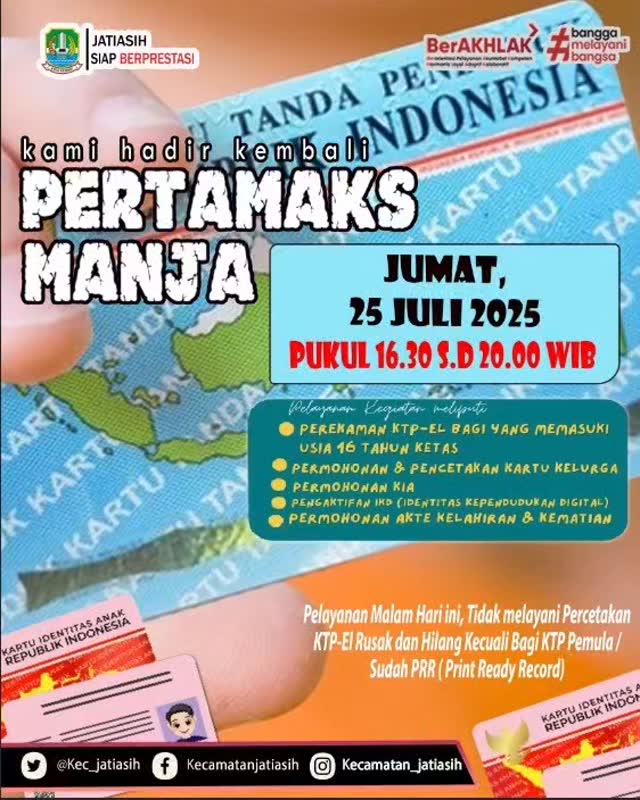 JATIASIH
SIAP BERPRESTASI
BerAKHLAK
#bangga
melayani
bangsa
TANDA PENDUDUK
INDONESIA
kami hadir kembali
PERTAMAKS
MANJA
JUMAT,
25 JULI 2025
PUKUL 16.30 S.D 20.00 WIB
Pelayanan Kegiatan meliputi
PEREKAMAN KTP-EL BAGI YANG MEMASUKI
USIA 16 TAHUN KETAS
PERMOHONAN & PENCETAKAN KARTU KELURGA
PERMOHONAN KIA
PENGAKTIFAN IKD (IDENTITAS KEPENDUDUKAN DIGITAL)
PERMOHONAN AKTE KELAHIRAN & KEMATIAN
Pelayanan Malam Hari ini, Tidak melayani Percetakan
KTP-El Rusak dan Hilang Kecuali Bagi KTP Pemula /
Sudah PRR ( Print Ready Record)
KARTU IDENTITAS ANAK
REPUBLIK INDONESIA
KARTU IDENTITAS ANAK
REPUBLIK INDONESIA
@Kec_jatiasih
Kecamatanjatiasih
Kecamatan_jatiasih